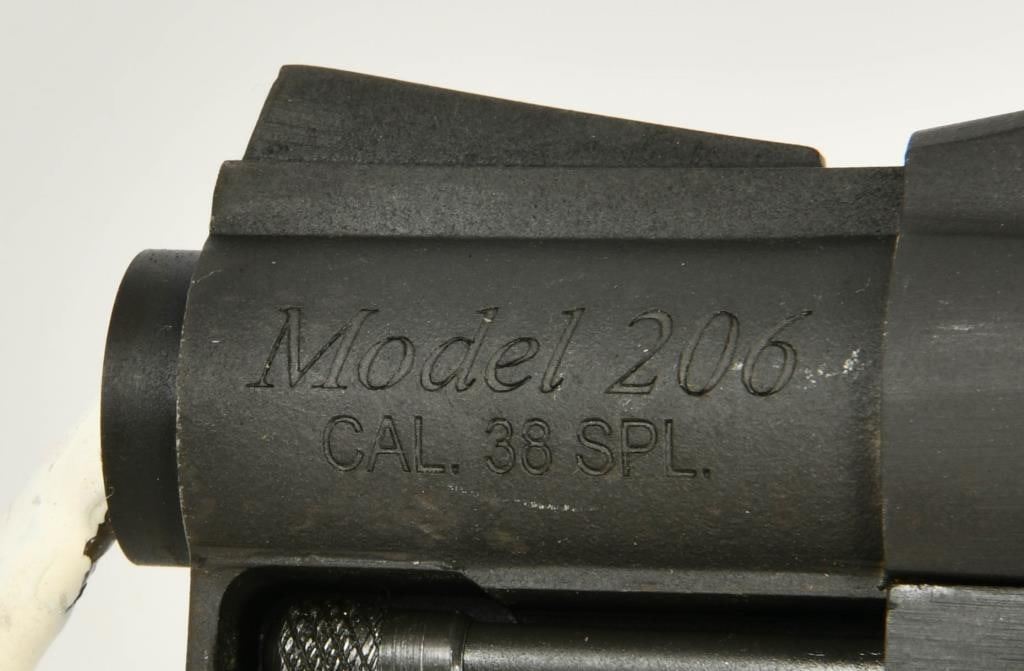 Model 206
CAL. 38 SPL.